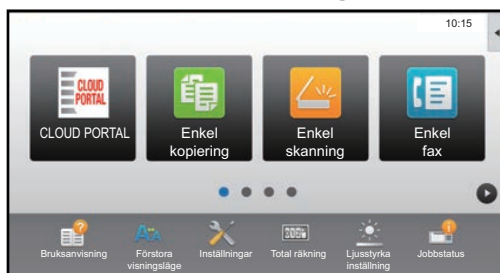 10:15
CLOUD
PORTAL
CLOUD PORTAL
Enkel
kopiering
Enkel
skanning
Enkel
fax
Bruksanvisning
Förstora
visningsläge
Inställningar
Total räkning
Ljusstyrka
inställning
Jobbstatus